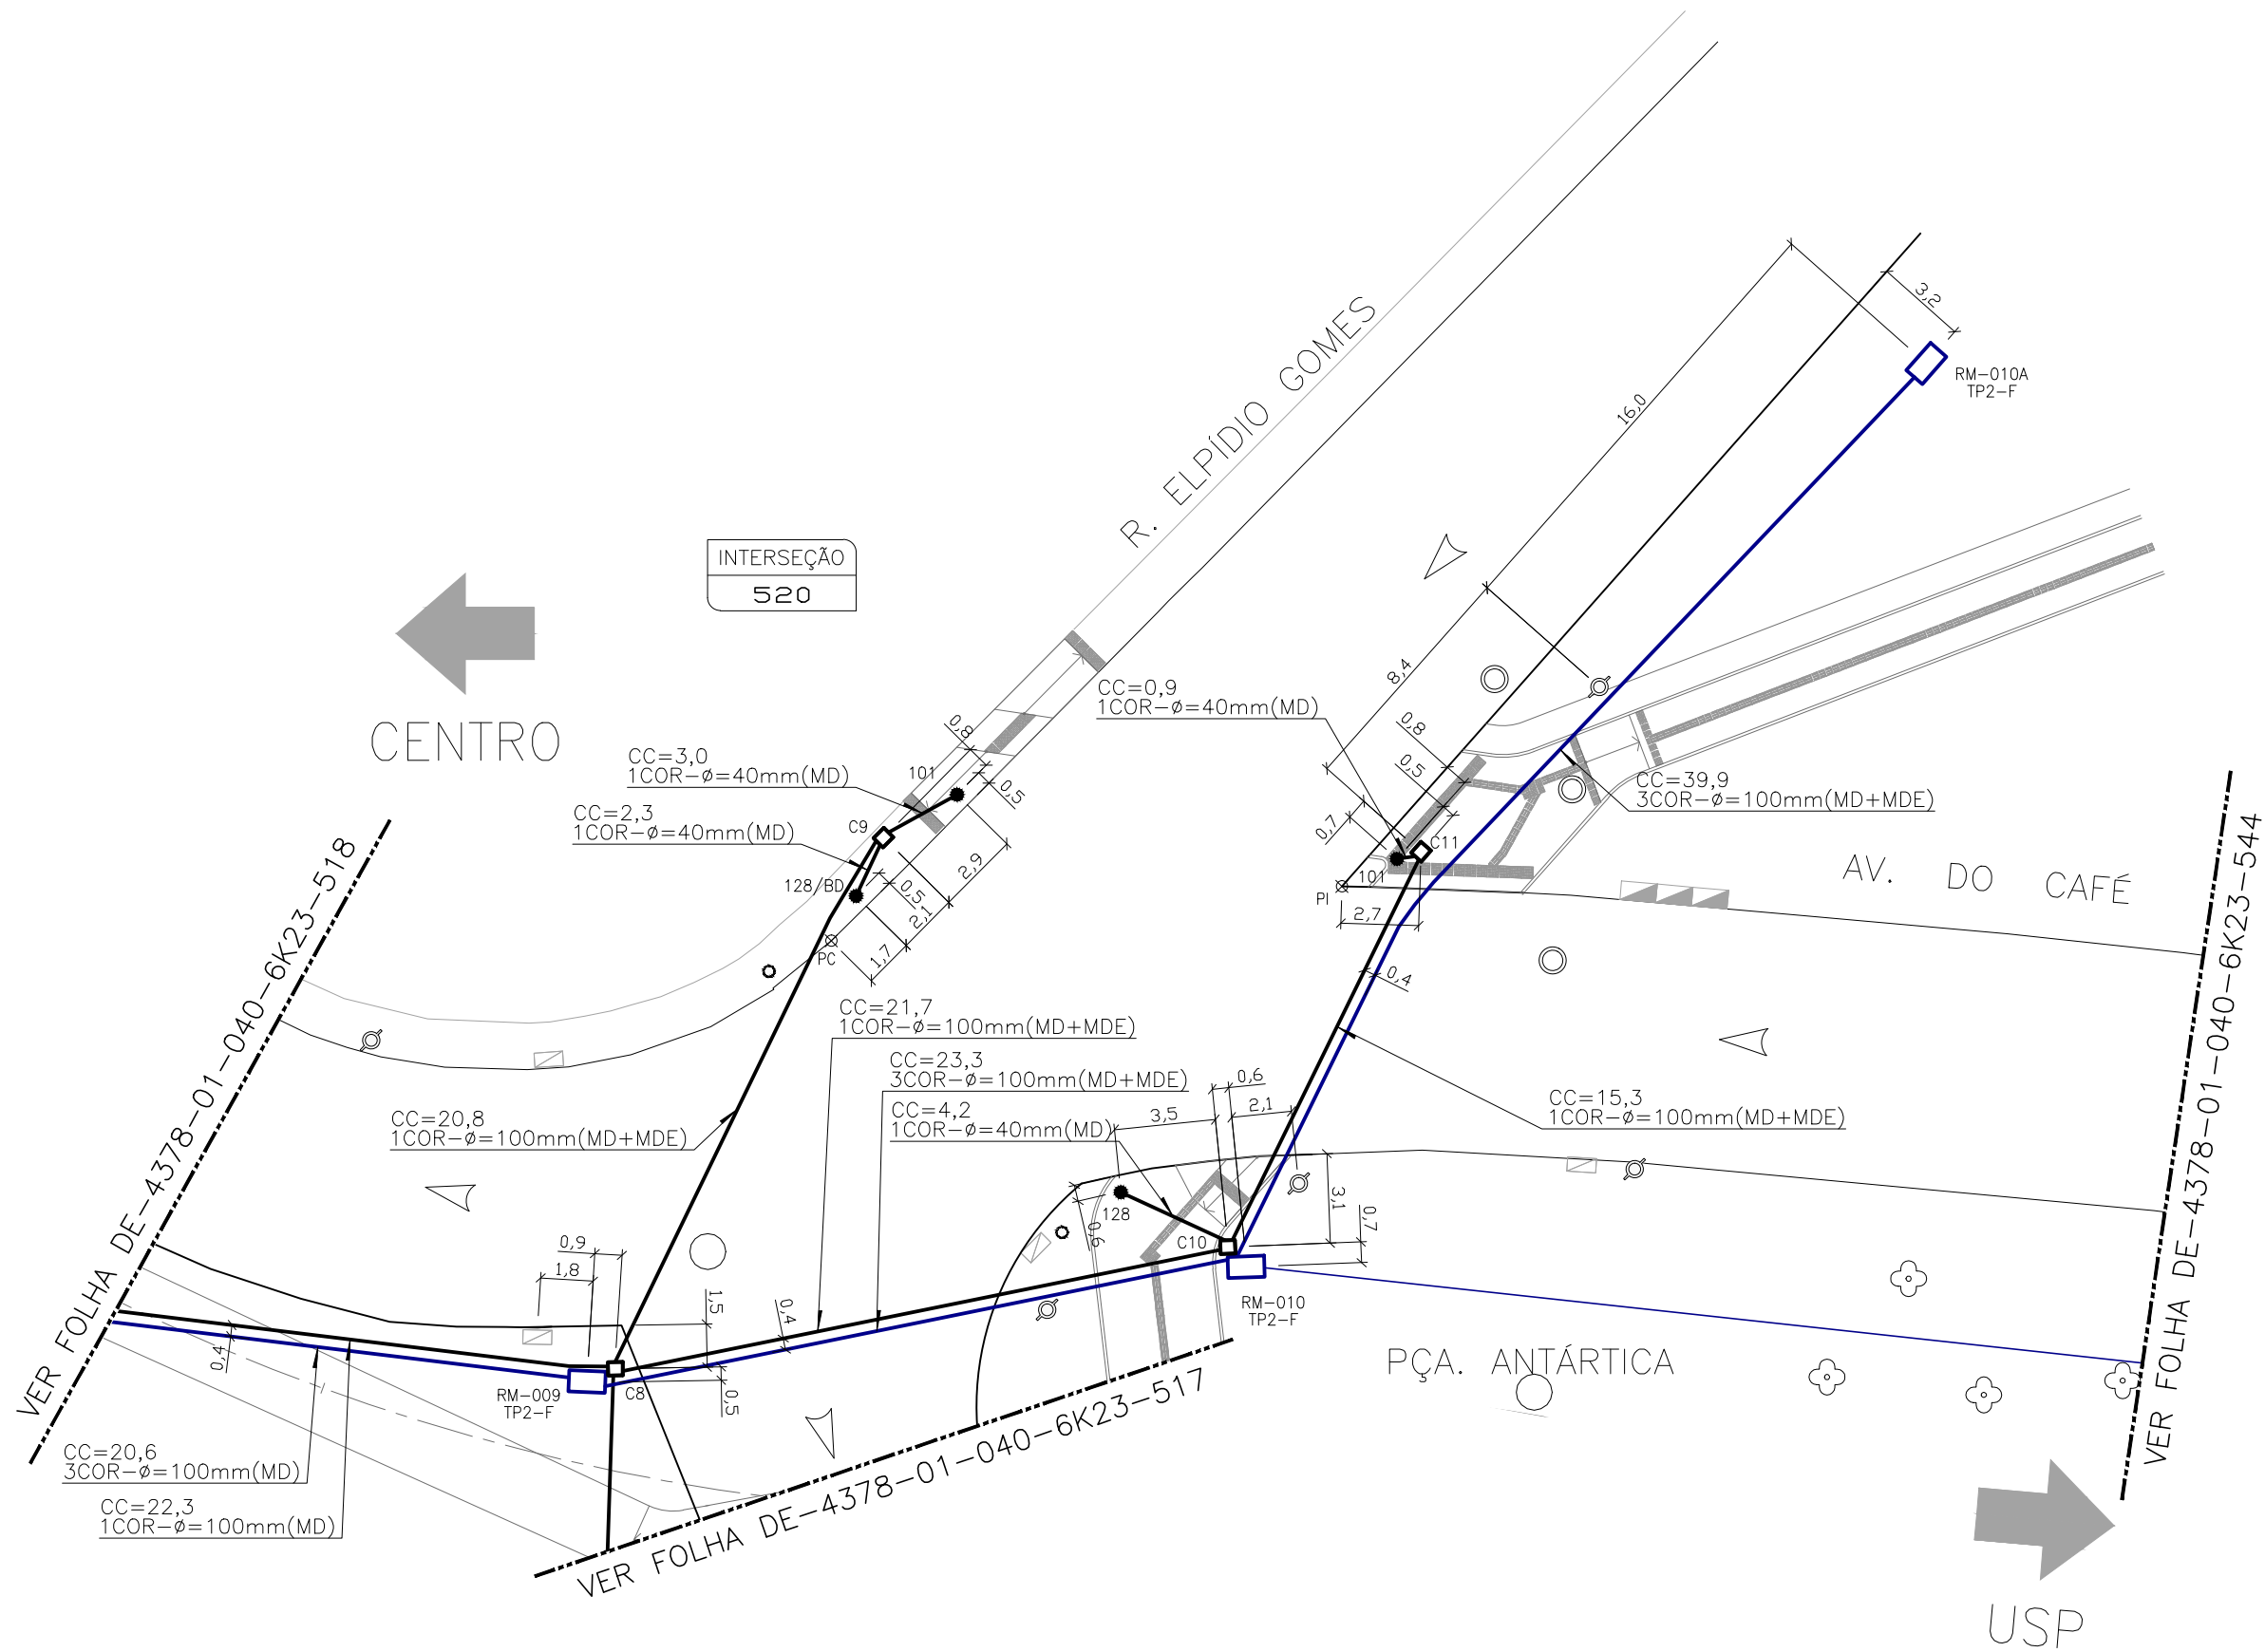 3,2
RM-010A
TP2-F
16,0
R. ELPÍDIO GOMES
INTERSEÇÃO
520
CENTRO
8,4
CC=0,9
1COR-ø=40mm(MD)
0,8
0,5
0,7
CC=3,0
1COR-ø=40mm(MD)
101
0,8
0,5
CC=2,3
1COR-ø=40mm(MD)
C9
128/BD
0,5
2,9
2,1
1,7
PC
C11
101
PI
2,7
0,4
CC=39,9
3COR-ø=100mm(MD+MDE)
AV. DO CAFÉ
VER FOLHA DE-4378-01-040-6K23-518
VER FOLHA DE-4378-01-040-6K23-544
CC=21,7
1COR-ø=100mm(MD+MDE)
CC=23,3
3COR-ø=100mm(MD+MDE)
CC=4,2
1COR-ø=40mm(MD)
CC=20,8
1COR-ø=100mm(MD+MDE)
CC=15,3
1COR-ø=100mm(MD+MDE)
0,6
2,1
3,5
3,1
0,7
128
0,6
C10
RM-010
TP2-F
0,9
1,8
1,5
0,4
0,4
0,5
RM-009
TP2-F
C8
PÇA. ANTÁRTICA
CC=20,6
3COR-ø=100mm(MD)
CC=22,3
1COR-ø=100mm(MD)
VER FOLHA DE-4378-01-040-6K23-517
USP